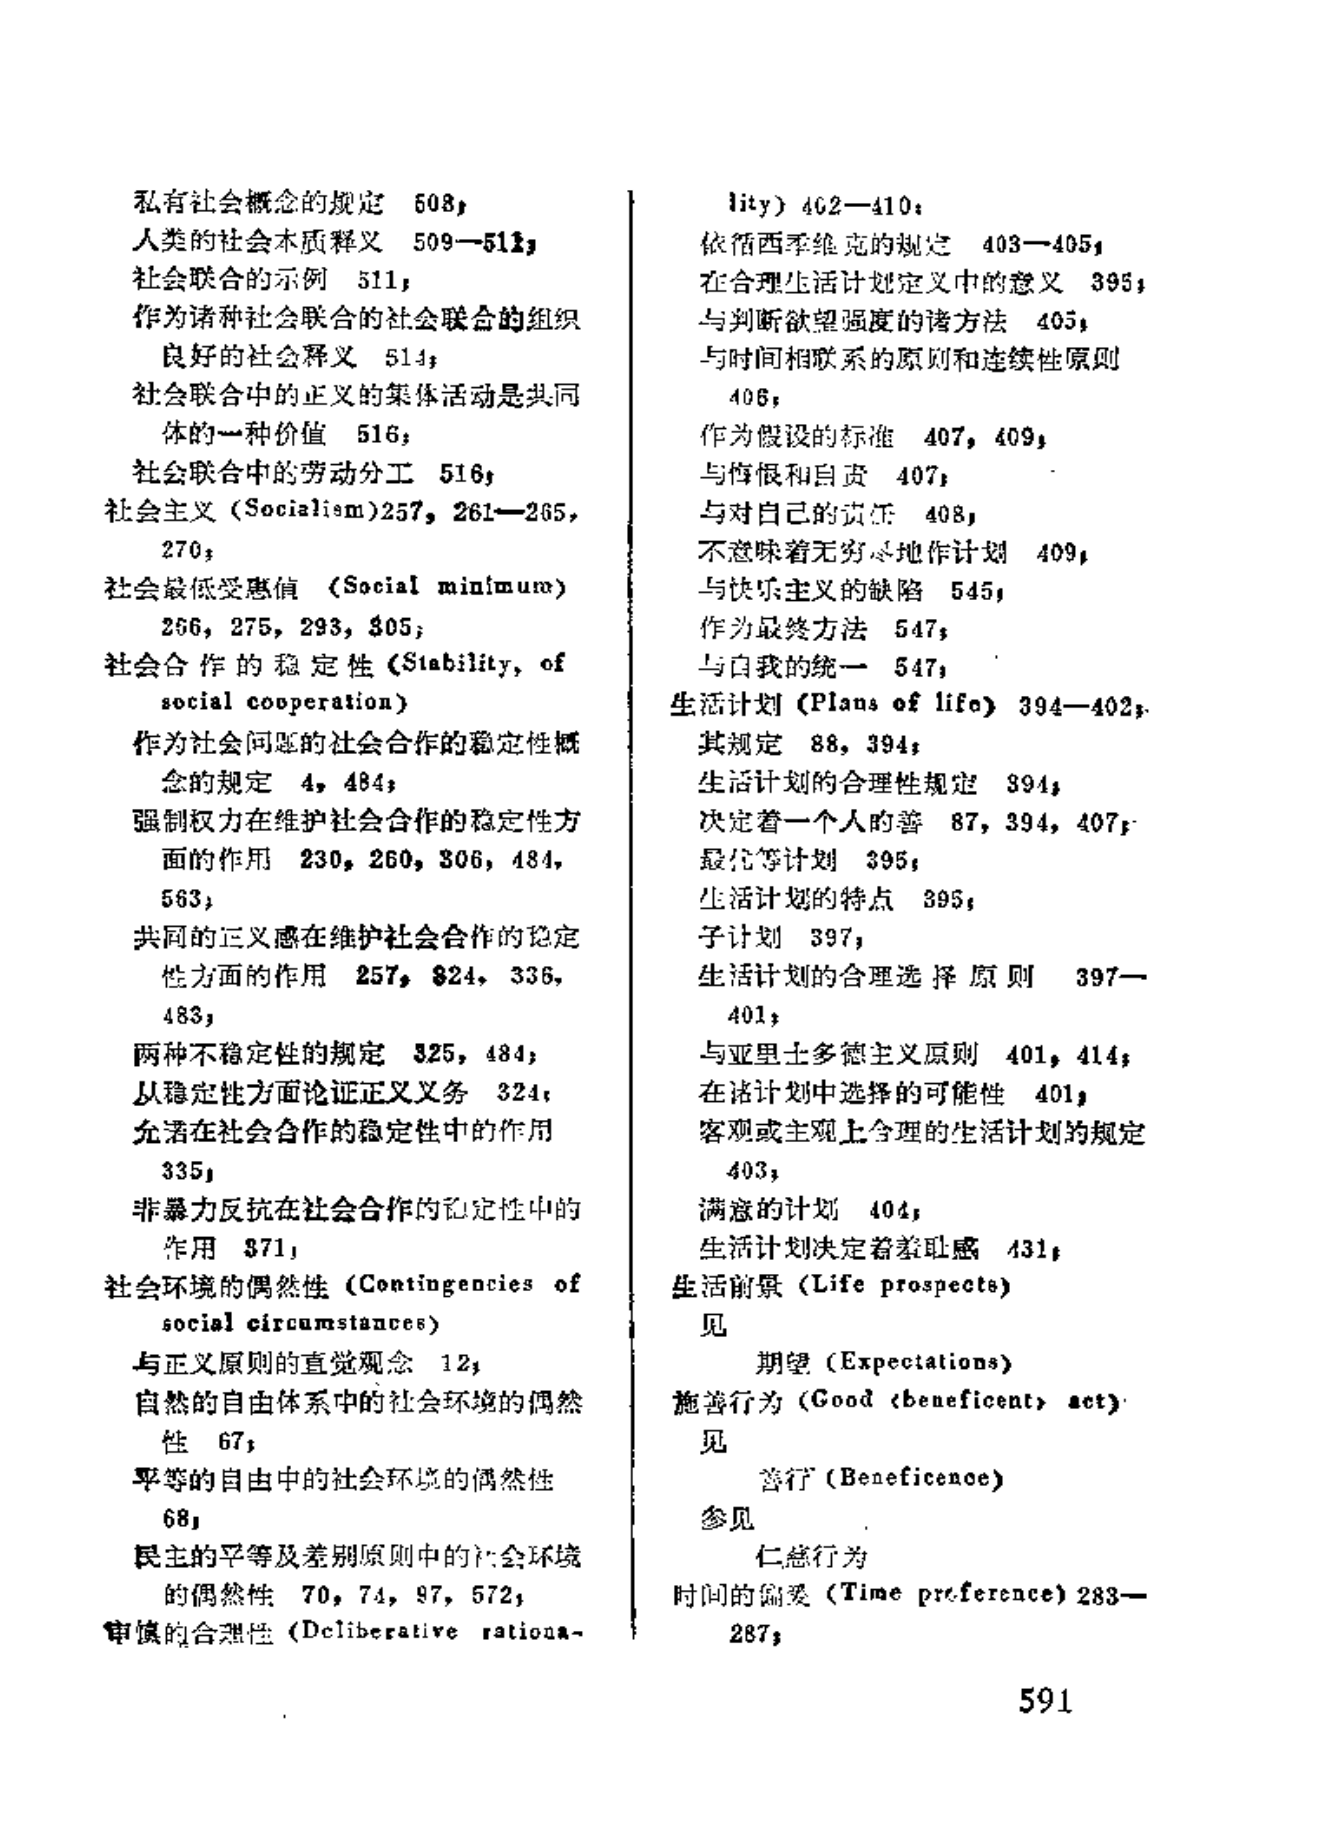 私有社会概念的规定 508;
人类的社会本质释义 509—511;
社会联合的示例 511;
作为诸种社会联合的社会联合的组织
良好的社会释义 514;
社会联合中的正义的集体活动是共同
体的一种价值 516;
社会联合中的劳动分工 516;
社会主义（Socialism)257, 261—265,
270;
社会最低受惠值 （Social minimum)
266, 275, 293, 305;
社会合作的稳定性（Stability, of
social cooperation)
作为社会问题的社会合作的稳定性概
念的规定 4, 484;
强制权力在维护社会合作的稳定性方
面的作用 230, 260, 306, 484,
563;
共同的正义感在维护社会合作的稳定
性方面的作用 257, 324, 336,
483;
两种不稳定性的规定 325, 484;
从稳定性方面论证正义义务 324;
允诺在社会合作的稳定性中的作用
335;
非暴力反抗在社会合作的稳定性中的
作用 371;
社会环境的偶然性（Contingencies of
social circumstances)
与正义原则的直觉观念 12;
自然的自由体系中的社会环境的偶然
性 67;
平等的自由中的社会环境的偶然性
68;
民主的平等及差别原则中的社会环境
的偶然性 70, 74, 97, 572;
审慎的合理性（Deliberative rationa-
lity) 402—410;
依循西季维克的规定 403—405;
在合理生活计划定义中的意义 395;
与判断欲望强度的诸方法 405;
与时间相联系的原则和连续性原则
406;
作为假设的标准 407, 409;
与悔恨和自责 407;
与对自己的责任 408;
不意味着无穷尽地作计划 409;
与快乐主义的缺陷 545;
作为最终方法 547;
与自我的统一 547;
生活计划（Plans of life) 394—402;
其规定 88, 394;
生活计划的合理性规定 394;
决定着一个人的善 87, 394, 407;
最优等计划 395;
生活计划的特点 395;
子计划 397;
生活计划的合理选择原则 397—
401;
与亚里士多德主义原则 401, 414;
在诸计划中选择的可能性 401;
客观或主观上合理的生活计划的规定
403;
满意的计划 404;
生活计划决定着羞耻感 431;
生活前景（Life prospects)
见
期望（Expectations)
施善行为（Good <beneficent> act)
见
善行（Beneficence)
参见
仁慈行为
时间的偏爱（Time preference) 283—
287;
591